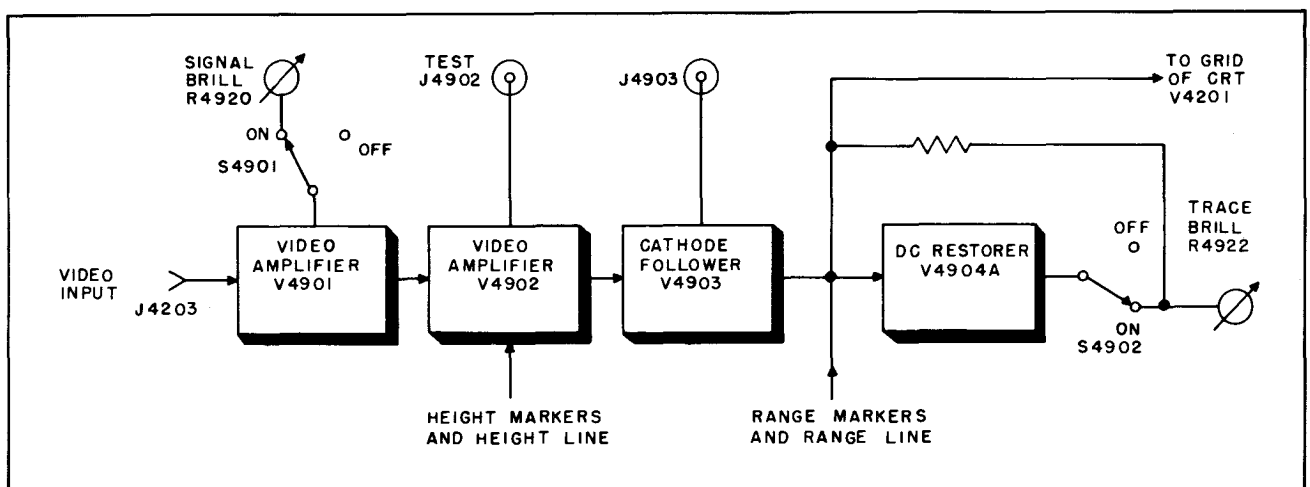 SIGNAL
BRILL
R4920
ON
OFF
S4901
TEST
J4902
J4903
TO GRID
OF CRT
V4201
VIDEO
INPUT
J4203
VIDEO
AMPLIFIER
V4901
VIDEO
AMPLIFIER
V4902
CATHODE
FOLLOWER
V4903
DC RESTORER
V4904A
OFF
TRACE
BRILL
R4922
ON
S4902
HEIGHT MARKERS
AND HEIGHT LINE
RANGE MARKERS
AND RANGE LINE